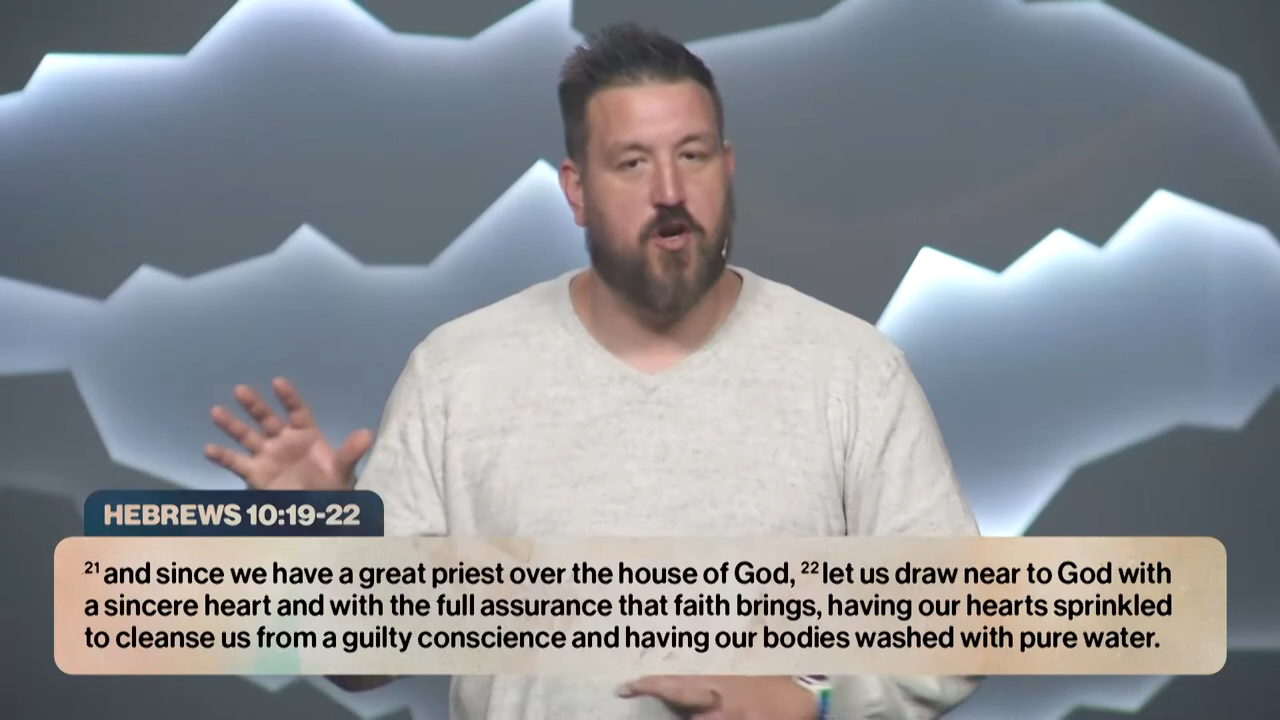 HEBREWS 10:19-22
²¹ and since we have a great priest over the house of God, ²² let us draw near to God with
a sincere heart and with the full assurance that faith brings, having our hearts sprinkled
to cleanse us from a guilty conscience and having our bodies washed with pure water.